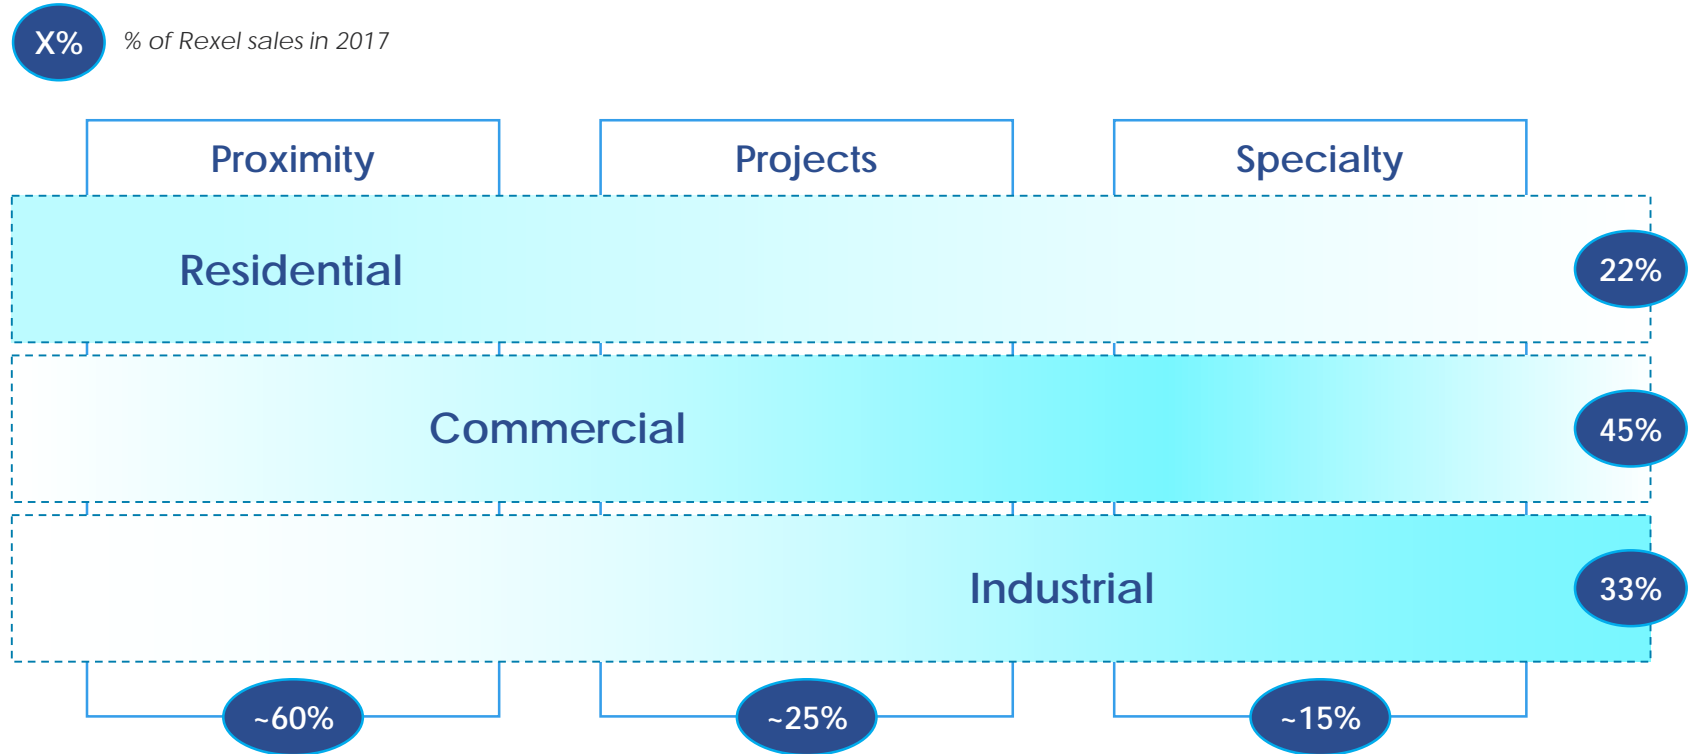 X%
% of Rexel sales in 2017
Proximity
Projects
Specialty
Residential
22%
Commercial
45%
Industrial
33%
~60%
~25%
~15%